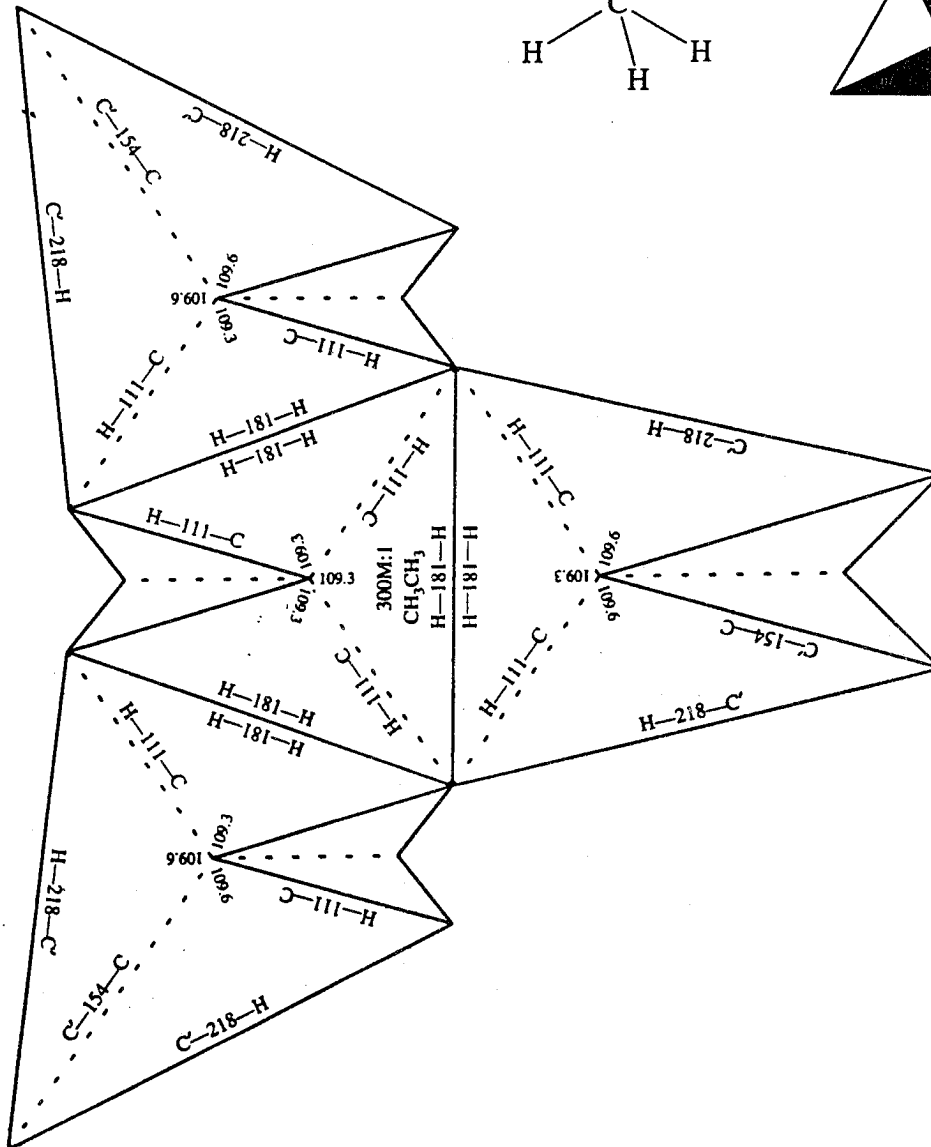 C
H
H
H
C'—154—C
H—218—C'
C'—218—H
109.6
109.6
109.3
H—111—C
H—111—C
H—181—H
H—181—H
C—111—H
H—111—C
H—218—C'
H—111—C
109.3
109.3
109.3
300M:1
CH₃CH₃
H—181—H
H—181—H
109.6
109.3
109.6
C'—154—C
H—111—C
H—111—C
H—218—C'
H—181—H
H—181—H
H—111—C
109.3
109.6
109.6
H—111—C
H—218—C'
C'—154—C
C'—218—H